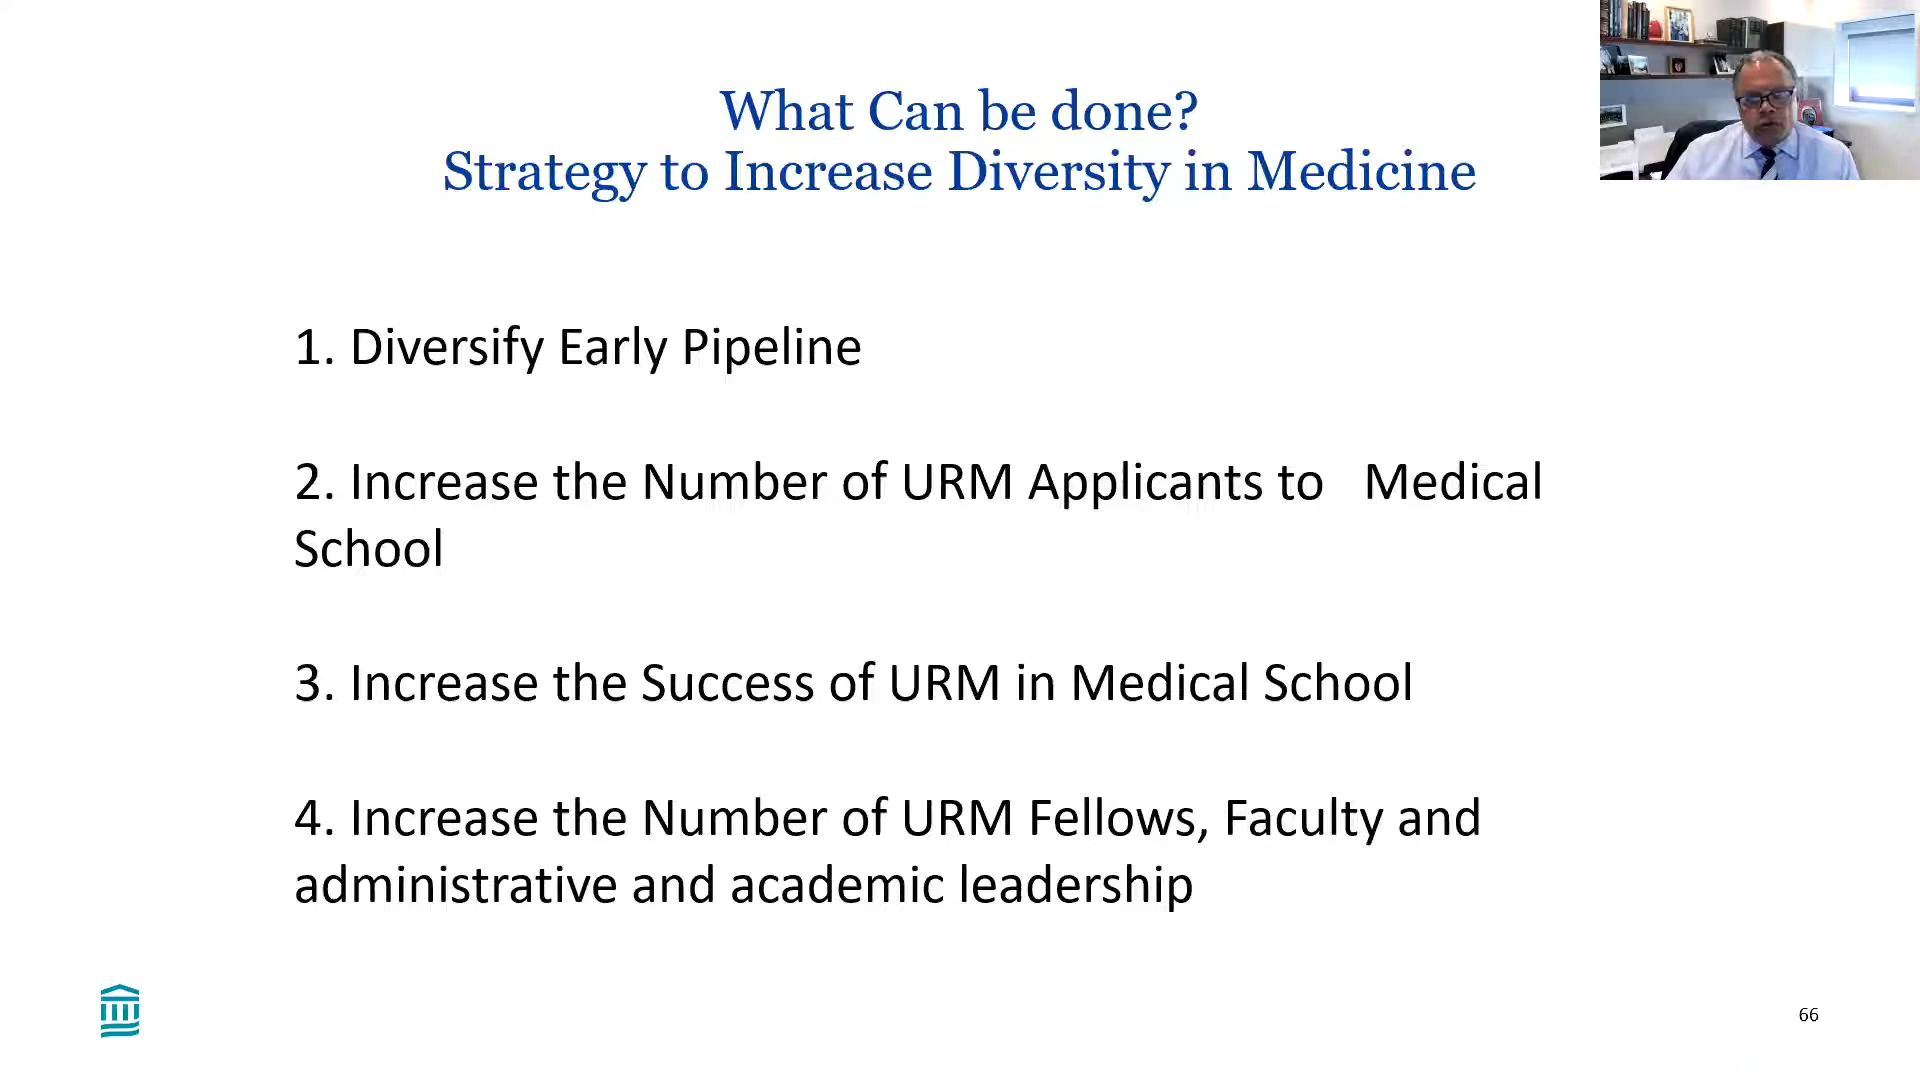 What Can be done?
Strategy to Increase Diversity in Medicine
1. Diversify Early Pipeline
2. Increase the Number of URM Applicants to   Medical
School
3. Increase the Success of URM in Medical School
4. Increase the Number of URM Fellows, Faculty and
administrative and academic leadership
66